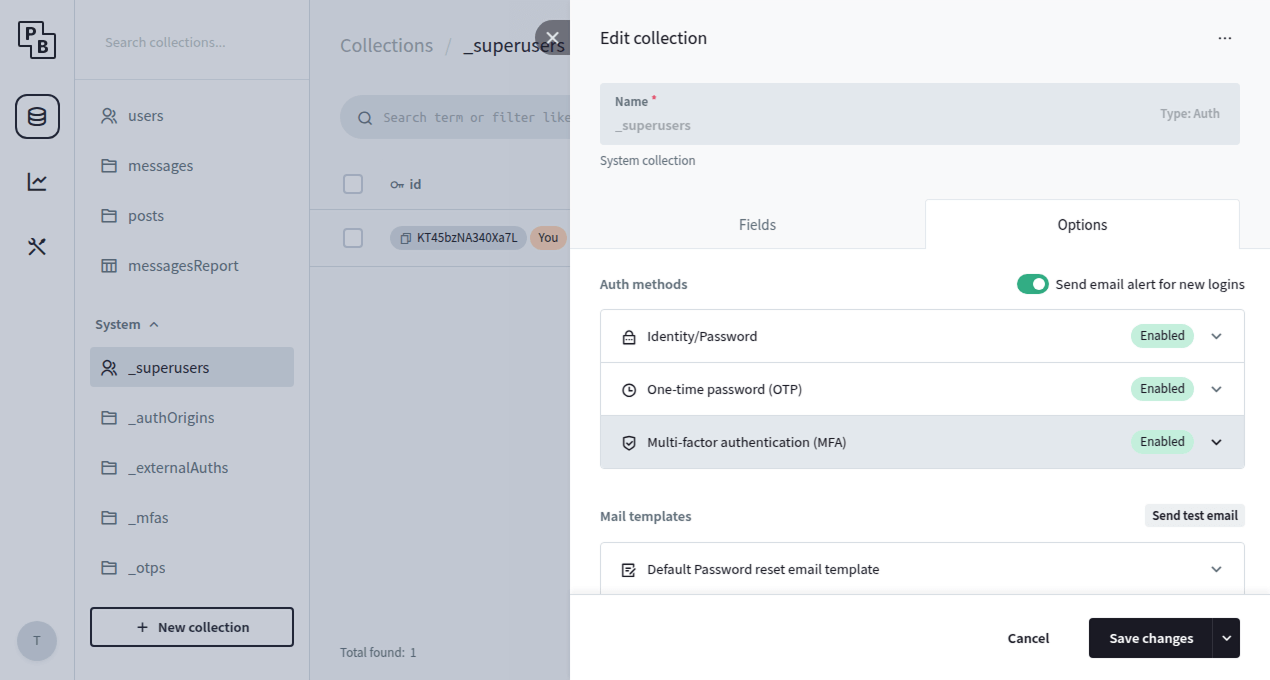 P
B
Search collections...
users
messages
posts
messagesReport
System
_superusers
_authOrigins
_externalAuths
_mfas
_otps
+ New collection
T
Collections / _superusers
Search term or filter like
id
KT45bzNA340Xa7L You
Total found: 1
Edit collection
...
Name *
_superusers
Type: Auth
System collection
Fields
Options
Auth methods
Send email alert for new logins
Identity/Password Enabled
One-time password (OTP) Enabled
Multi-factor authentication (MFA) Enabled
Mail templates
Send test email
Default Password reset email template
Cancel
Save changes